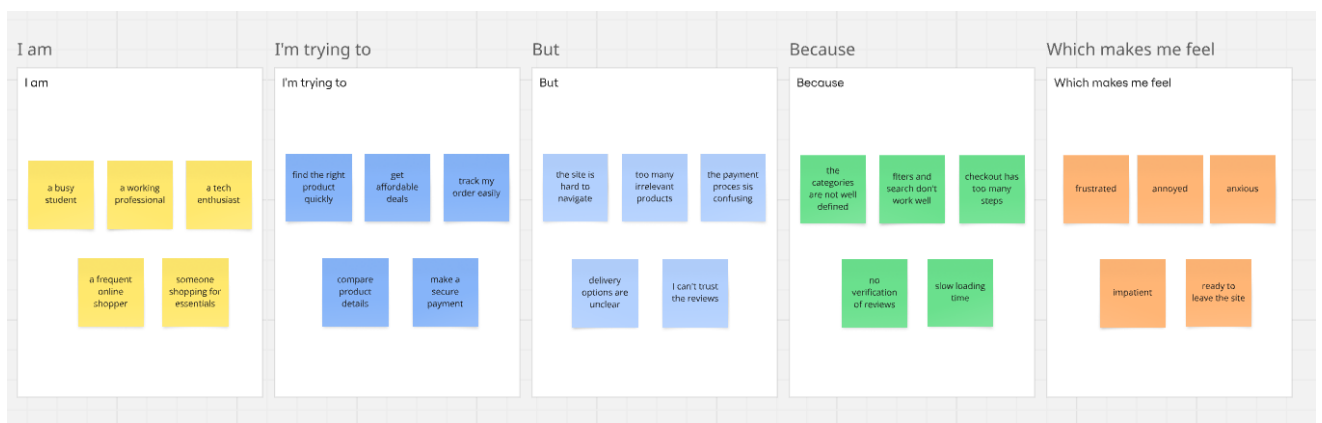 I am
I'm trying to
But
Because
Which makes me feel
I am
I'm trying to
But
Because
Which makes me feel
a busy
student
a working
professional
a tech
enthusiast
a frequent
online
shopper
someone
shopping for
essentials
find the right
product
quickly
get
affordable
deals
track my
order easily
compare
product
details
make a
secure
payment
the site is
hard to
navigate
too many
irrelevant
products
the payment
proces sis
confusing
delivery
options are
unclear
I can't trust
the reviews
the
categories
are not well
defined
flters and
search don't
work well
checkout has
too many
steps
no
verification
of reviews
slow loading
time
frustrated
annoyed
anxious
impatient
ready to
leave the site